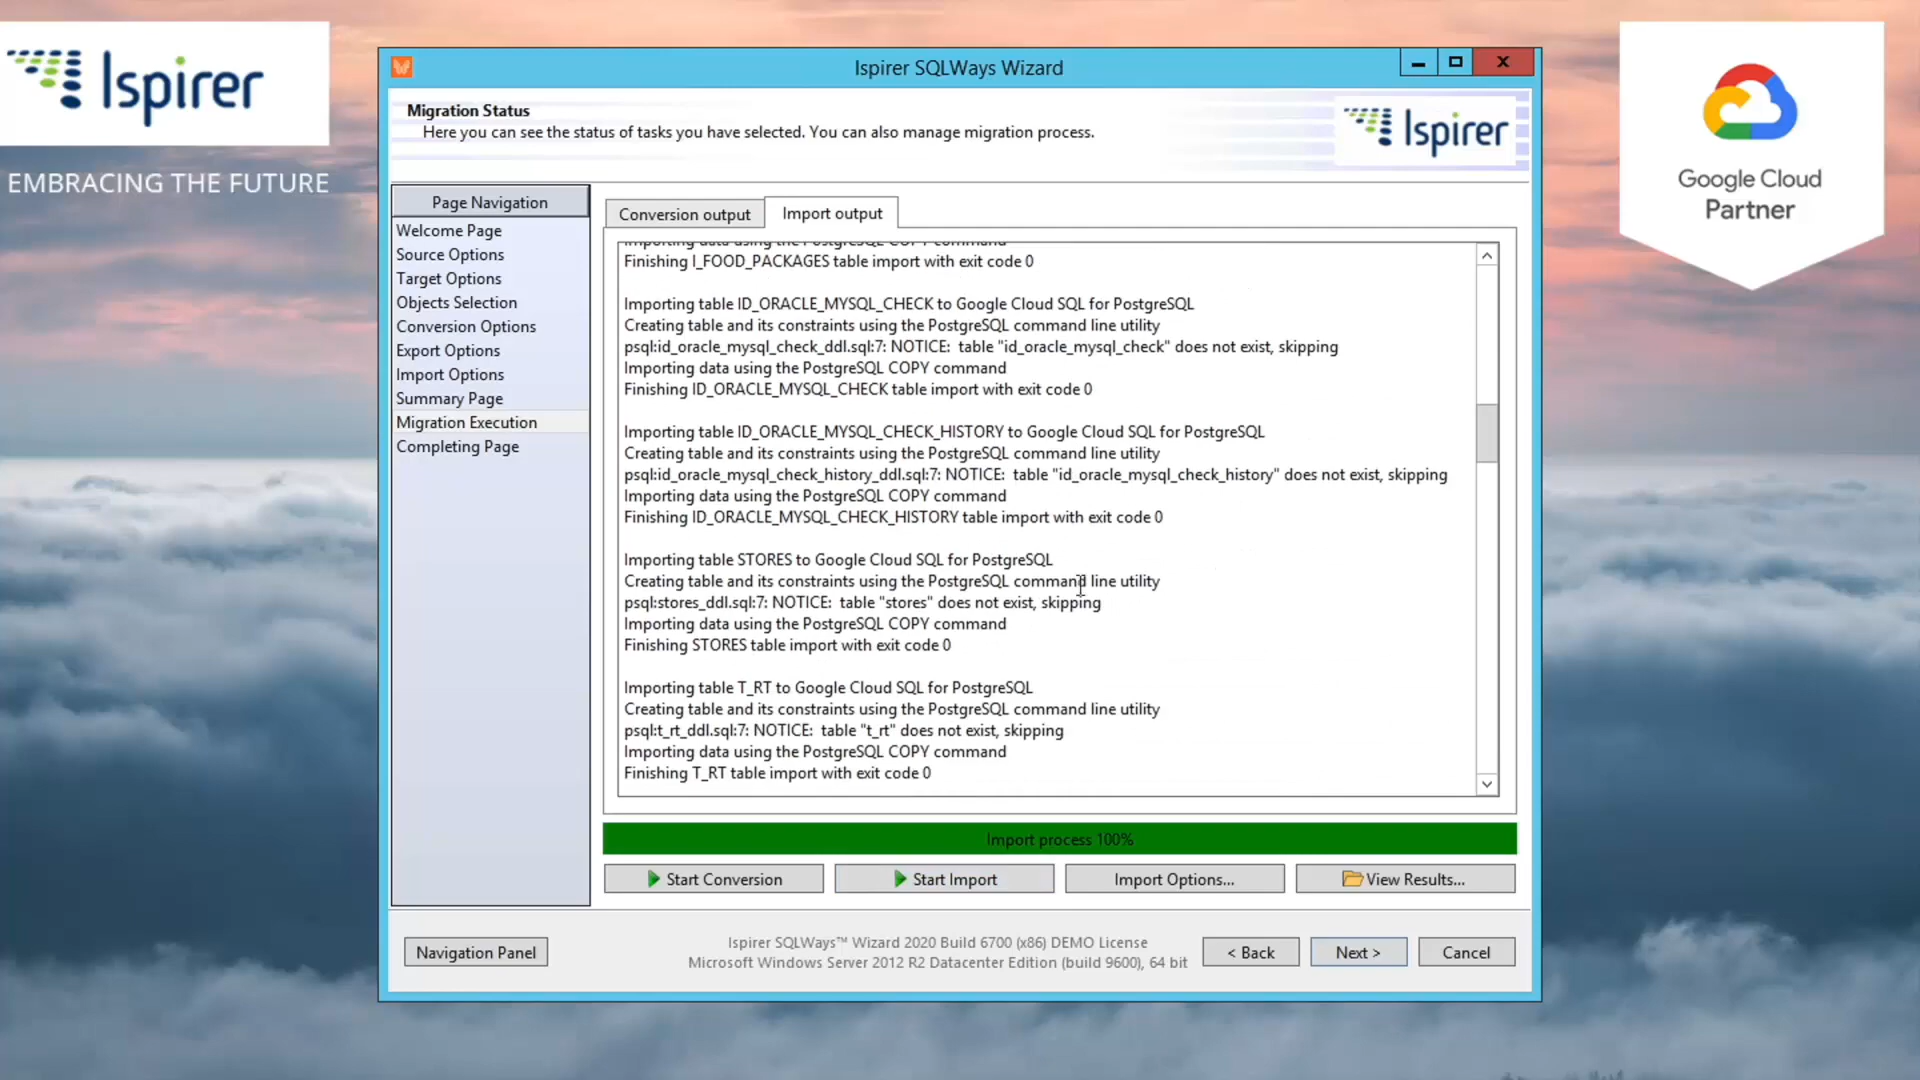 Ispirer
EMBRACING THE FUTURE
Google Cloud
Partner
Ispirer SQLWays Wizard
Migration Status
Here you can see the status of tasks you have selected. You can also manage migration process.
Ispirer
Page Navigation
Welcome Page
Source Options
Target Options
Objects Selection
Conversion Options
Export Options
Import Options
Summary Page
Migration Execution
Completing Page
Conversion output
Import output
Importing data using the PostgreSQL COPY command
Finishing I_FOOD_PACKAGES table import with exit code 0
Importing table ID_ORACLE_MYSQL_CHECK to Google Cloud SQL for PostgreSQL
Creating table and its constraints using the PostgreSQL command line utility
psql:id_oracle_mysql_check_ddl.sql:7: NOTICE:  table "id_oracle_mysql_check" does not exist, skipping
Importing data using the PostgreSQL COPY command
Finishing ID_ORACLE_MYSQL_CHECK table import with exit code 0
Importing table ID_ORACLE_MYSQL_CHECK_HISTORY to Google Cloud SQL for PostgreSQL
Creating table and its constraints using the PostgreSQL command line utility
psql:id_oracle_mysql_check_history_ddl.sql:7: NOTICE:  table "id_oracle_mysql_check_history" does not exist, skipping
Importing data using the PostgreSQL COPY command
Finishing ID_ORACLE_MYSQL_CHECK_HISTORY table import with exit code 0
Importing table STORES to Google Cloud SQL for PostgreSQL
Creating table and its constraints using the PostgreSQL command line utility
psql:stores_ddl.sql:7: NOTICE:  table "stores" does not exist, skipping
Importing data using the PostgreSQL COPY command
Finishing STORES table import with exit code 0
Importing table T_RT to Google Cloud SQL for PostgreSQL
Creating table and its constraints using the PostgreSQL command line utility
psql:t_rt_ddl.sql:7: NOTICE:  table "t_rt" does not exist, skipping
Importing data using the PostgreSQL COPY command
Finishing T_RT table import with exit code 0
Import process 100%
Start Conversion
Start Import
Import Options...
View Results...
Navigation Panel
Ispirer SQLWays™ Wizard 2020 Build 6700 (x86) DEMO License
Microsoft Windows Server 2012 R2 Datacenter Edition (build 9600), 64 bit
< Back
Next >
Cancel